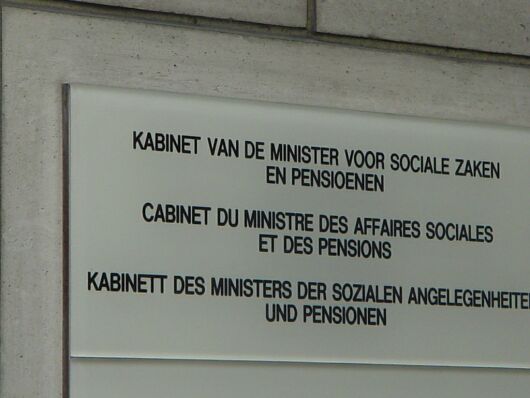 KABINET VAN DE MINISTER VOOR SOCIALE ZAKEN
EN PENSIOENEN
CABINET DU MINISTRE DES AFFAIRES SOCIALES
ET DES PENSIONS
KABINETT DES MINISTERS DER SOZIALEN ANGELEGENHEITE
UND PENSIONEN